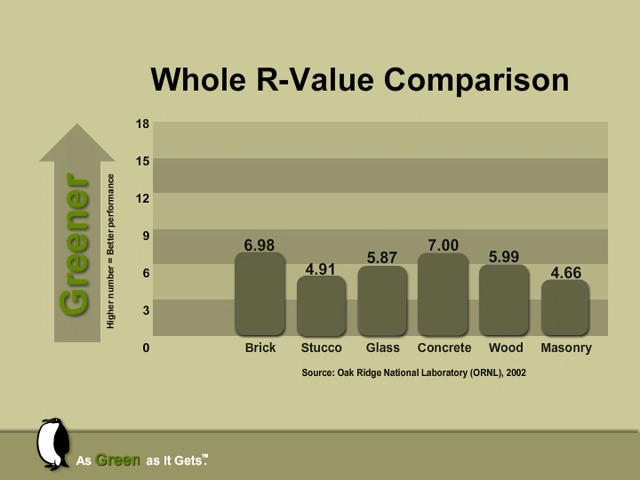 Whole R-Value Comparison
18
15
12
9
6
3
0
Greener
Higher number = Better performance
6.98
4.91
5.87
7.00
5.99
4.66
Brick Stucco Glass Concrete Wood Masonry
Source: Oak Ridge National Laboratory (ORNL), 2002
As Green as It Gets.™